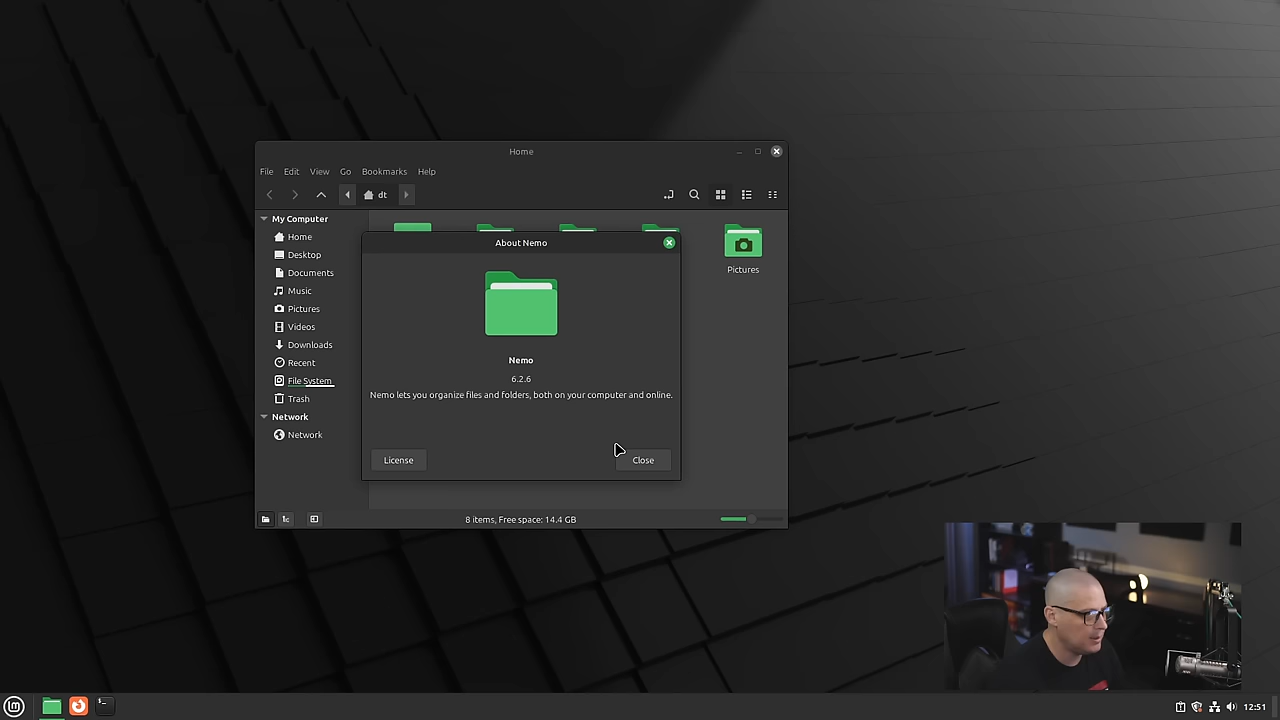 Home
File Edit View Go Bookmarks Help
dt
My Computer
Home
Desktop
Documents
Music
Pictures
Videos
Downloads
Recent
File System
Trash
Network
Network
Pictures
About Nemo
Nemo
6.2.6
Nemo lets you organize files and folders, both on your computer and online.
License
Close
8 items, Free space: 14.4 GB
12:51